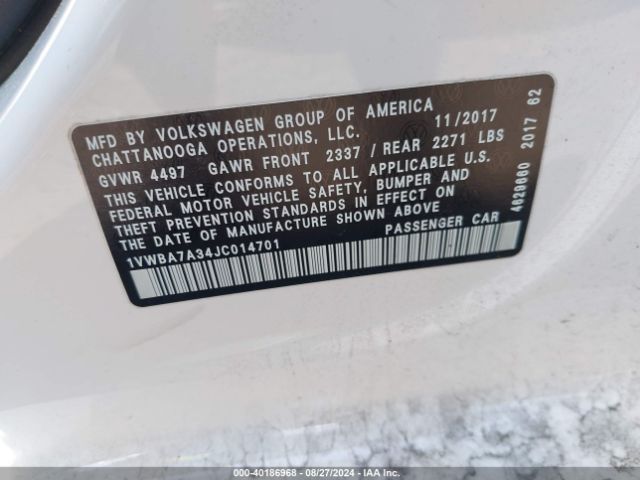 MFD BY VOLKSWAGEN GROUP OF AMERICA 11/2017
CHATTANOOGA OPERATIONS, LLC.
GVWR 4497 GAWR FRONT 2337 / REAR 2271 LBS
THIS VEHICLE CONFORMS TO ALL APPLICABLE U.S.
FEDERAL MOTOR VEHICLE SAFETY, BUMPER AND
THEFT PREVENTION STANDARDS IN EFFECT ON
THE DATE OF MANUFACTURE SHOWN ABOVE
1VWBA7A34JC014701 PASSENGER CAR
4629660 2017 62
000-40186968 - 08/27/2024 - IAA Inc.